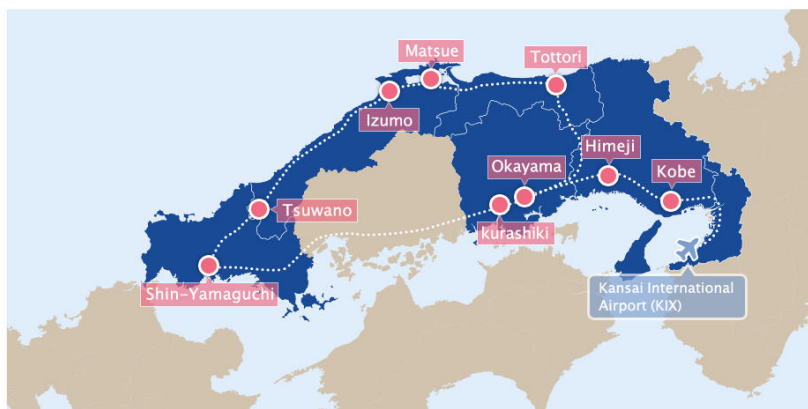 Matsue
Tottori
Izumo
Himeji
Okayama
Kobe
Tsuwano
kurashiki
Shin-Yamaguchi
Kansai International
Airport (KIX)